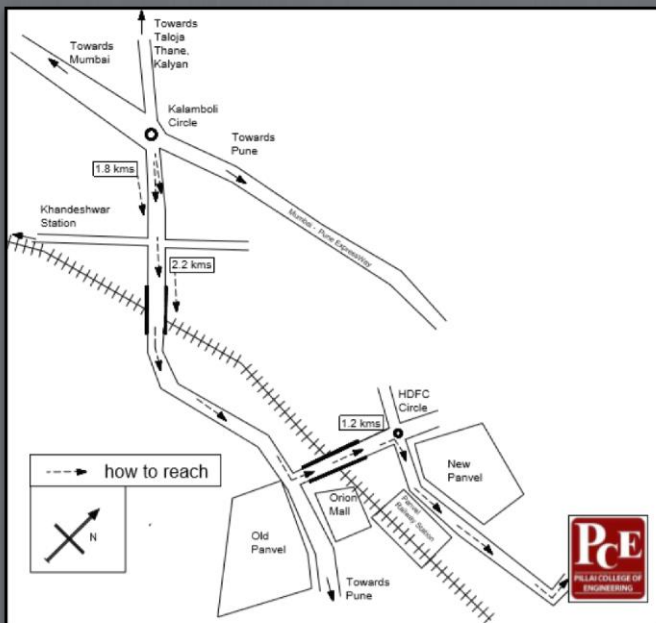 Towards
Taloja
Thane,
Kalyan
Towards
Mumbai
Kalamboli
Circle
Towards
Pune
1.8 kms
Khandeshwar
Station
Mumbai - Pune ExpressWay
2.2 kms
HDFC
Circle
1.2 kms
how to reach
New
Panvel
Orion
Mall
Panvel
Railway Station
N
Old
Panvel
Towards
Pune
PCE
PILLAI COLLEGE OF
ENGINEERING